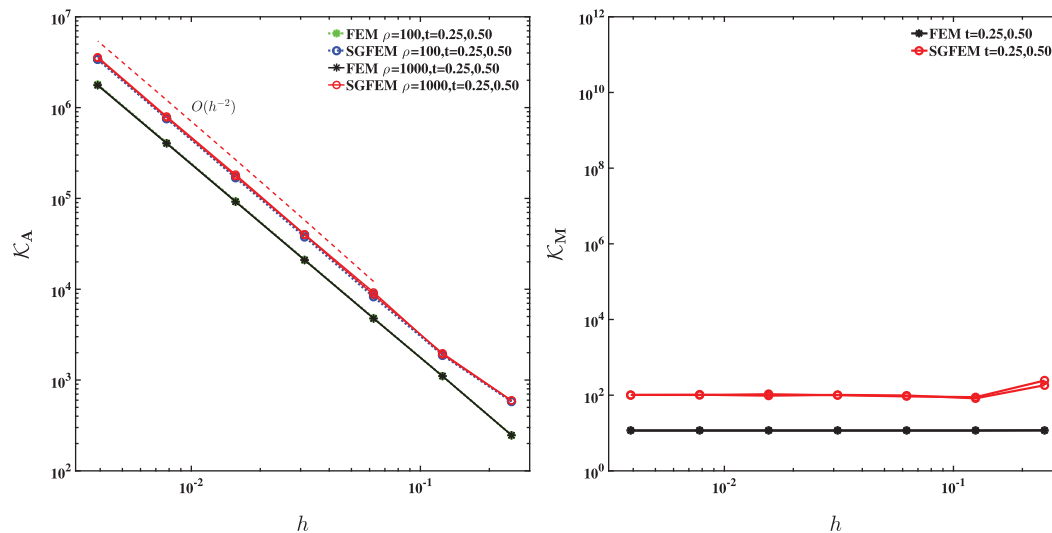 10^7
10^6
10^5
10^4
10^3
10^2
10^-2
10^-1
𝒦_A
h
O(h^-2)
FEM ρ=100,t=0.25,0.50
SGFEM ρ=100,t=0.25,0.50
FEM ρ=1000,t=0.25,0.50
SGFEM ρ=1000,t=0.25,0.50
10^12
10^10
10^8
10^6
10^4
10^2
10^0
10^-2
10^-1
𝒦_M
h
FEM t=0.25,0.50
SGFEM t=0.25,0.50